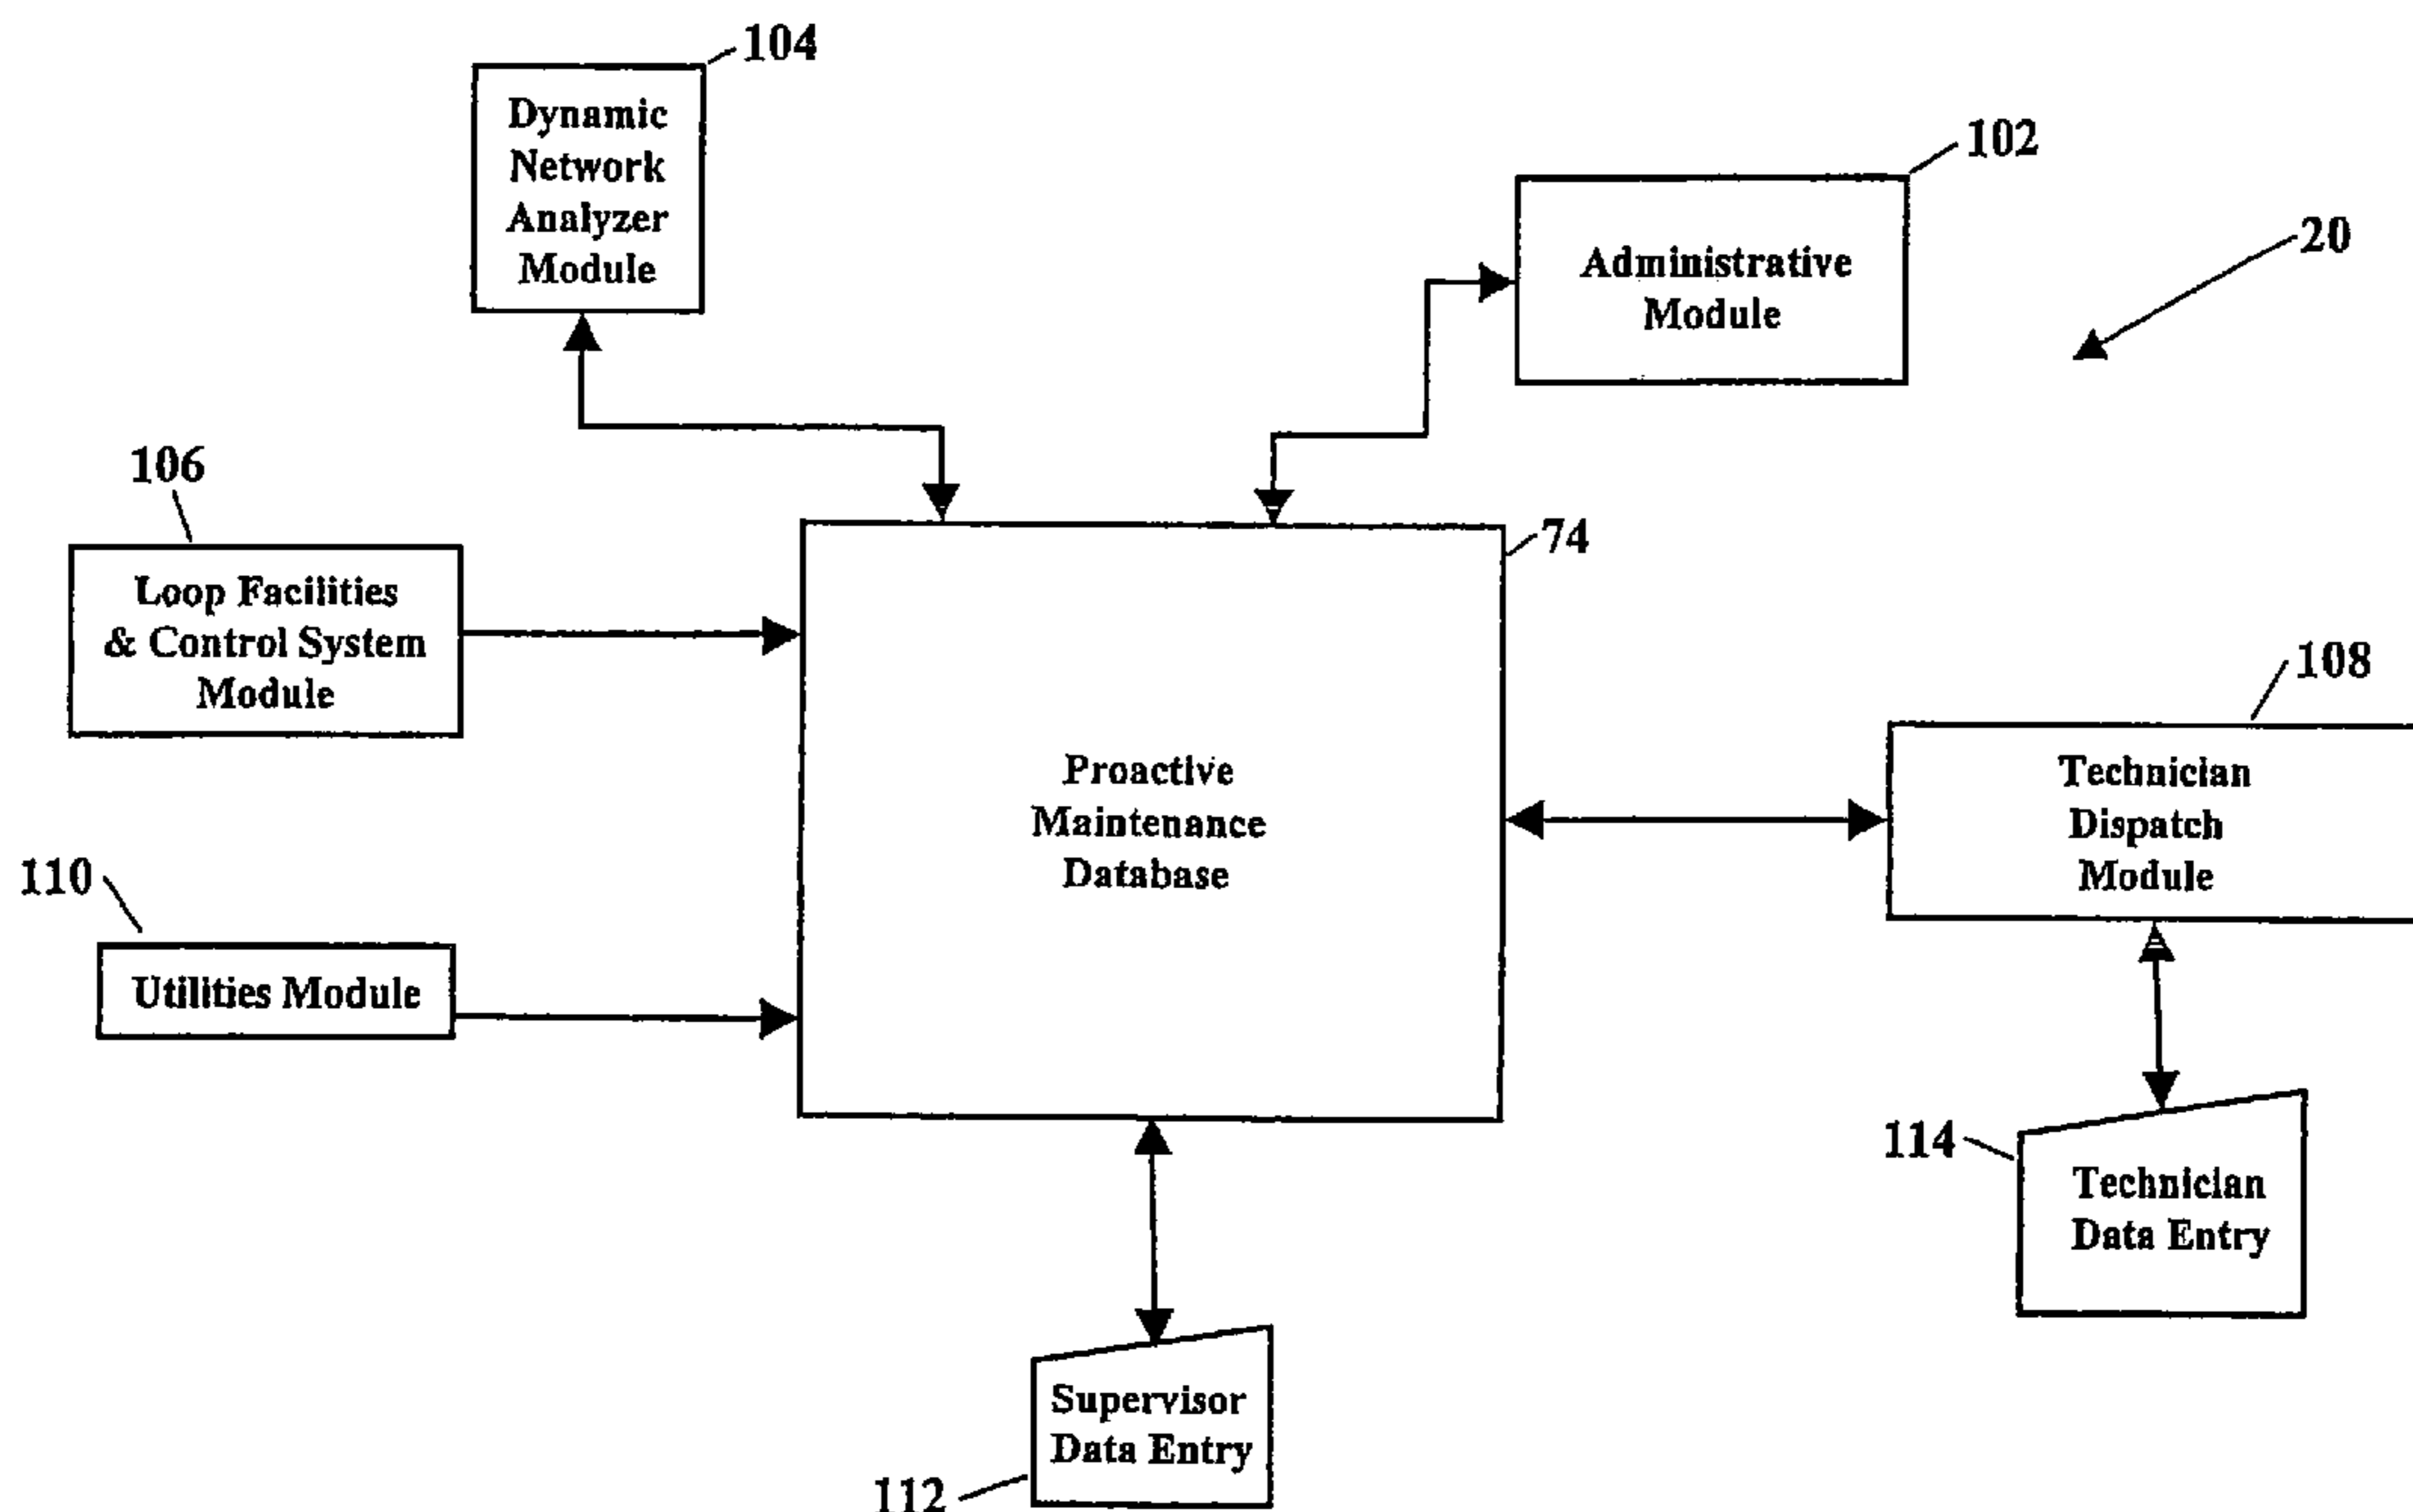 104
Dynamic
Network
Analyzer
Module
102
Administrative
Module
20
106
Loop Facilities
& Control System
Module
74
Proactive
Maintenance
Database
108
Technician
Dispatch
Module
110
Utilities Module
114
Technician
Data Entry
Supervisor
Data Entry
112